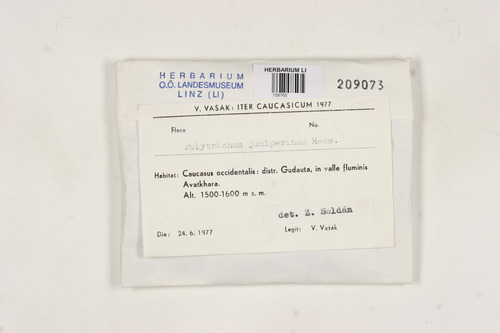 HERBARIUM
O.Ö. LANDESMUSEUM
LINZ (LI)
HERBARIUM LI
209073
V. VAŠAK: ITER CAUCASICUM 1977
Flora
No.
Polytrichum juniperinum Hedw.
Habitat: Caucasus occidentalis: distr. Gudauta, in valle fluminis
Avatkhara.
Alt. 1500-1600 m s. m.
det. Z. Soldán
Die: 24. 6. 1977
Legit: V. Vašák